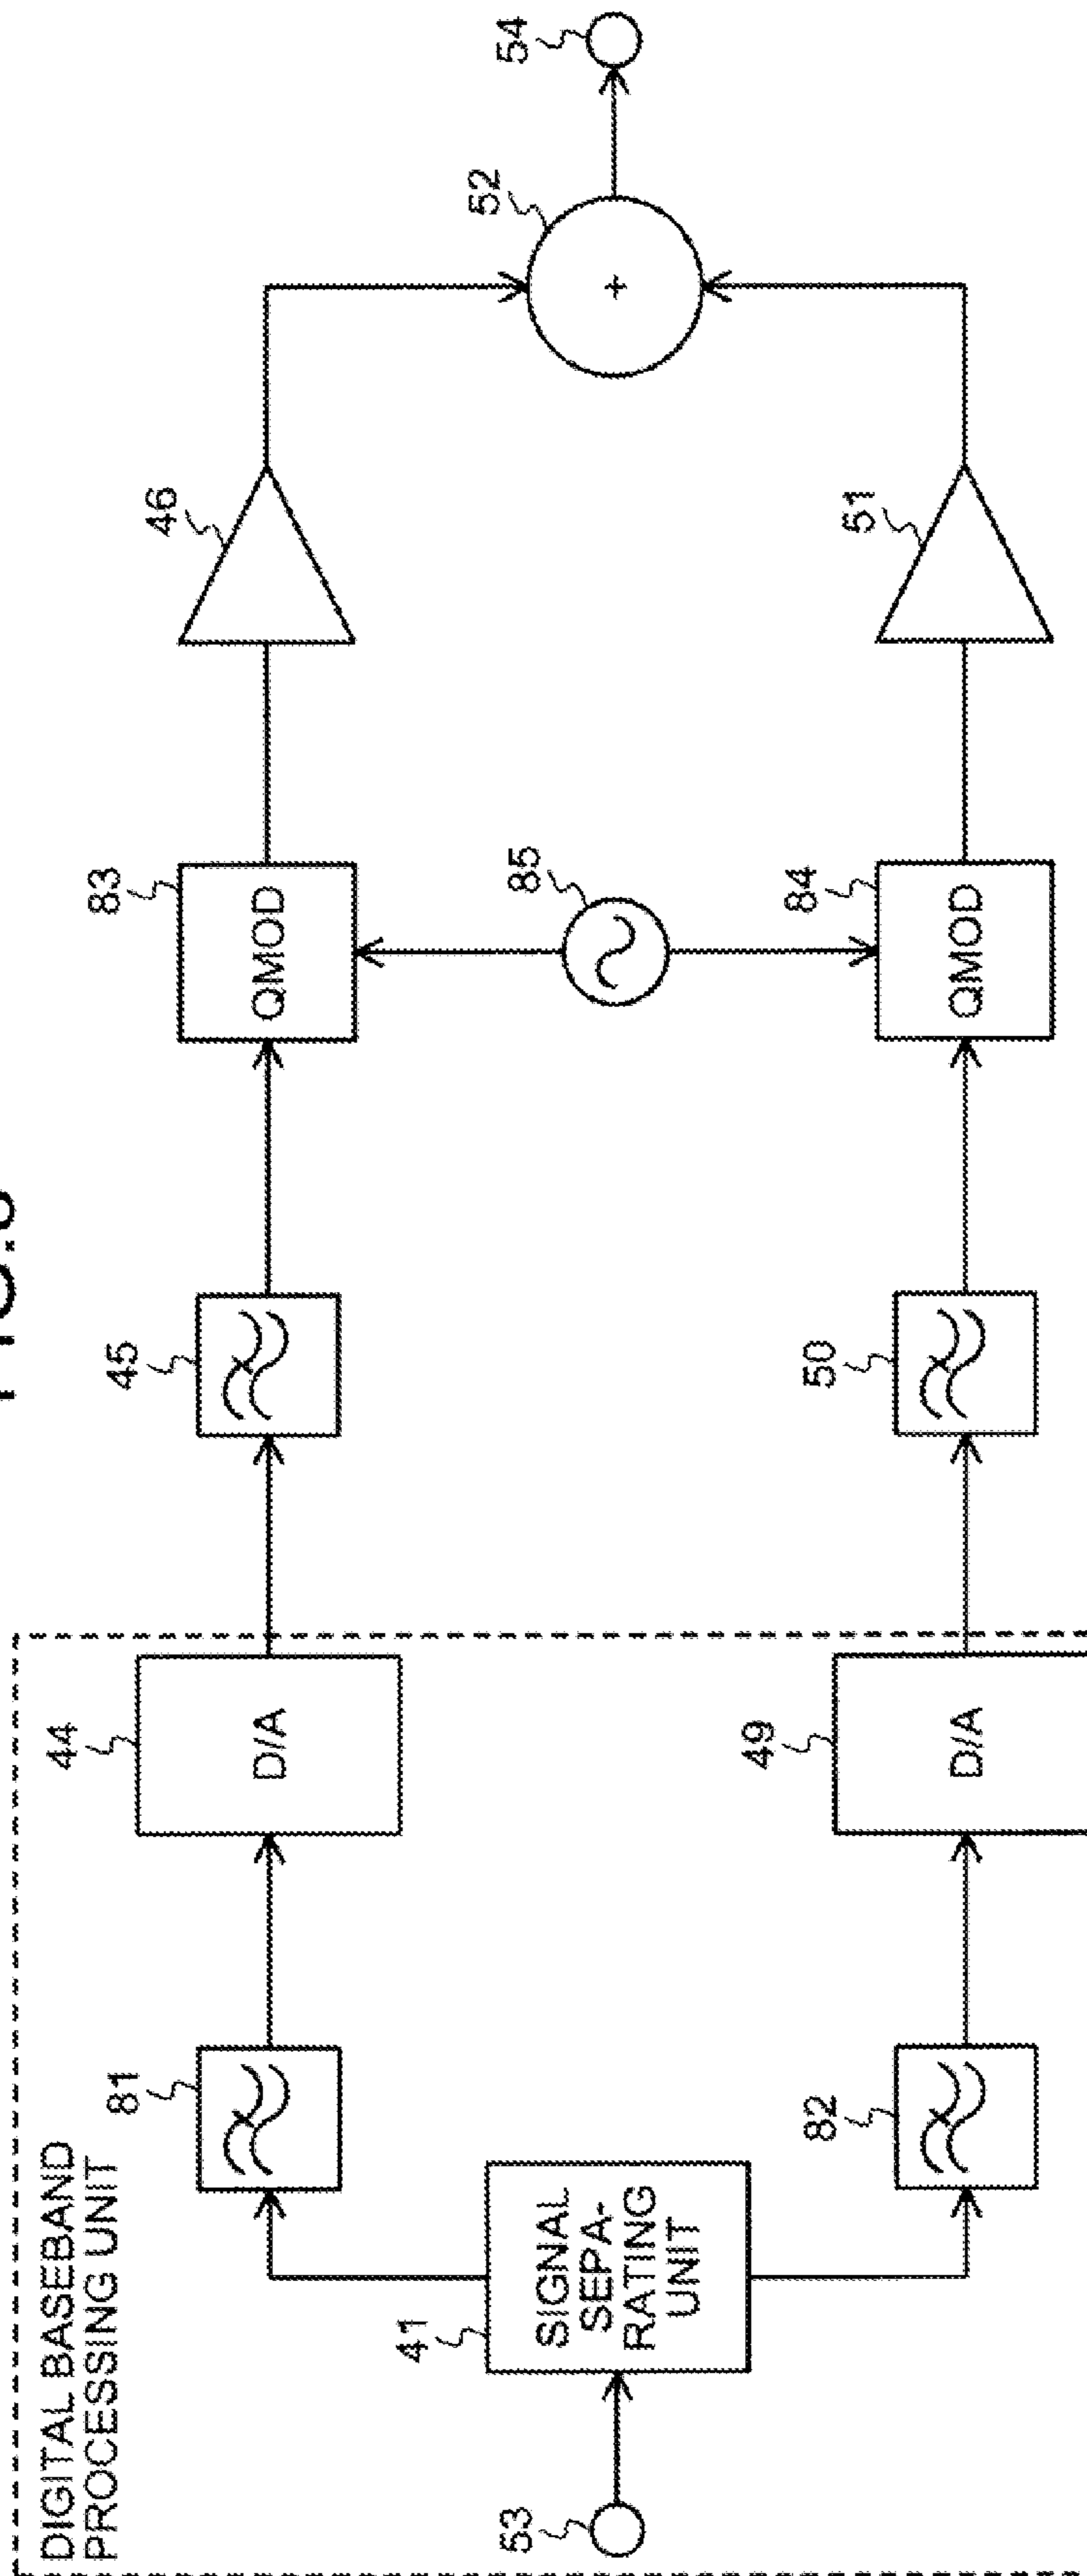 DIGITAL BASEBAND
PROCESSING UNIT
81
44
D/A
45
83
QMOD
46
53
41
SIGNAL
SEPA-
RATING
UNIT
85
52
+
54
82
49
D/A
50
84
QMOD
51